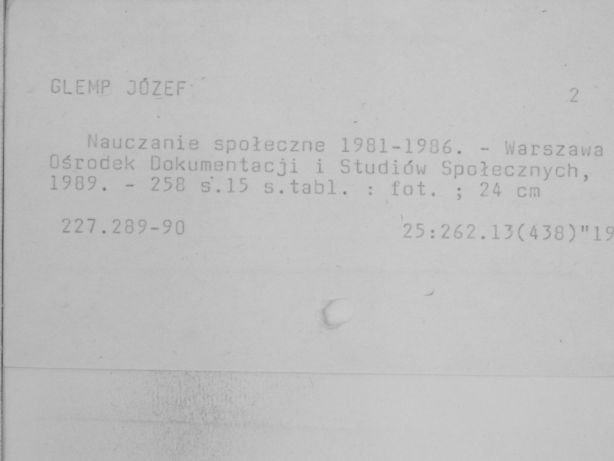 GLEMP JÓZEF
2
Nauczanie społeczne 1981-1986. - Warszawa
Ośrodek Dokumentacji i Studiów Społecznych,
1989. - 258 s.15 s.tabl. : fot. ; 24 cm
227.289-90 25:262.13(438)"19